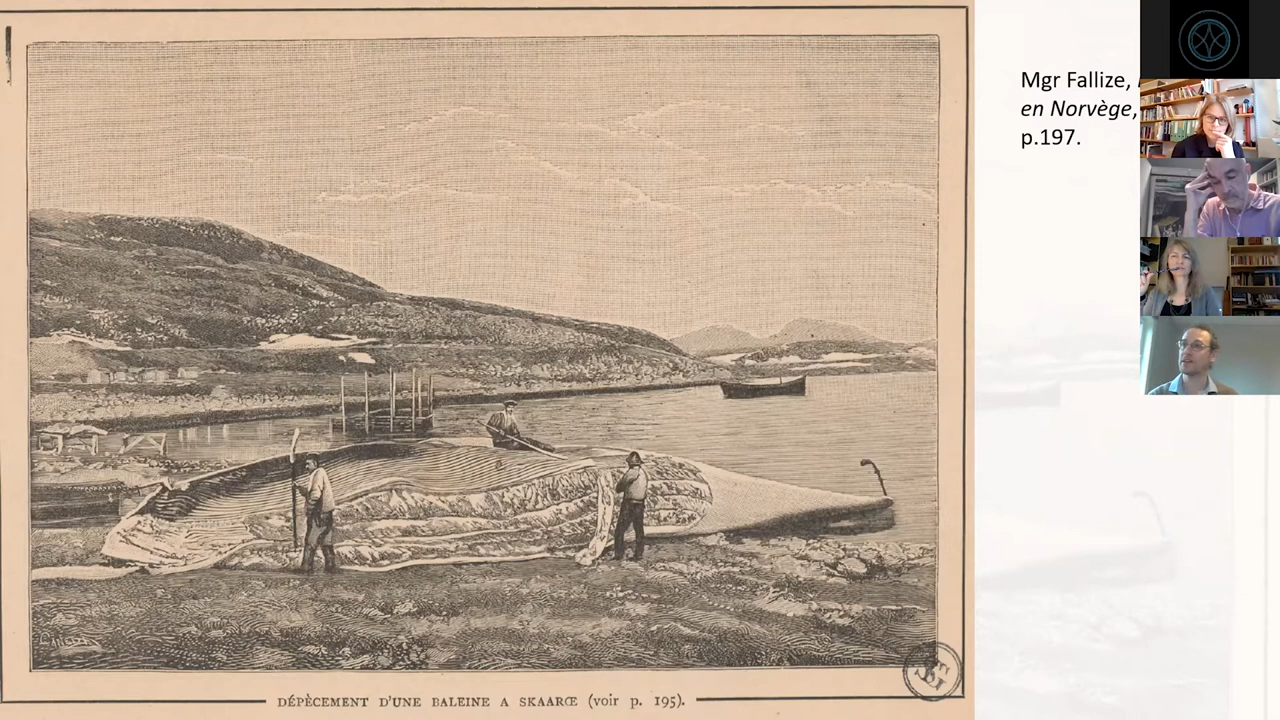 Mgr Fallize,
en Norvège,
p.197.
DÉPÈCEMENT D'UNE BALEINE A SKAARŒ (voir p. 195).